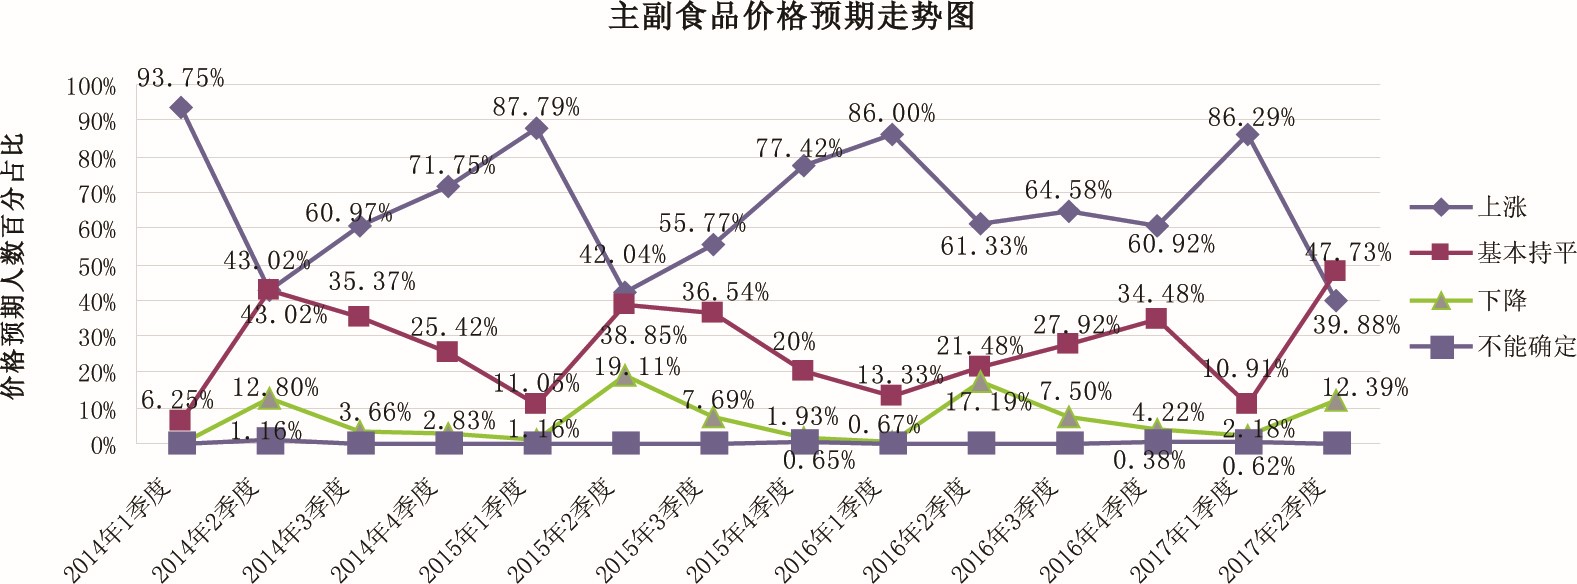 主副食品价格预期走势图
价格预期人数百分占比
100%
90%
80%
70%
60%
50%
40%
30%
20%
10%
0%
93.75%
43.02%
60.97%
71.75%
87.79%
42.04%
55.77%
77.42%
86.00%
61.33%
64.58%
60.92%
86.29%
39.88%
6.25%
43.02%
35.37%
25.42%
11.05%
38.85%
36.54%
20%
13.33%
21.48%
27.92%
34.48%
10.91%
47.73%
12.80%
3.66%
2.83%
1.16%
19.11%
7.69%
1.93%
0.67%
17.19%
7.50%
4.22%
2.18%
12.39%
1.16%
0.65%
0.38%
0.62%
2014年1季度
2014年2季度
2014年3季度
2014年4季度
2015年1季度
2015年2季度
2015年3季度
2015年4季度
2016年1季度
2016年2季度
2016年3季度
2016年4季度
2017年1季度
2017年2季度
上涨
基本持平
下降
不能确定